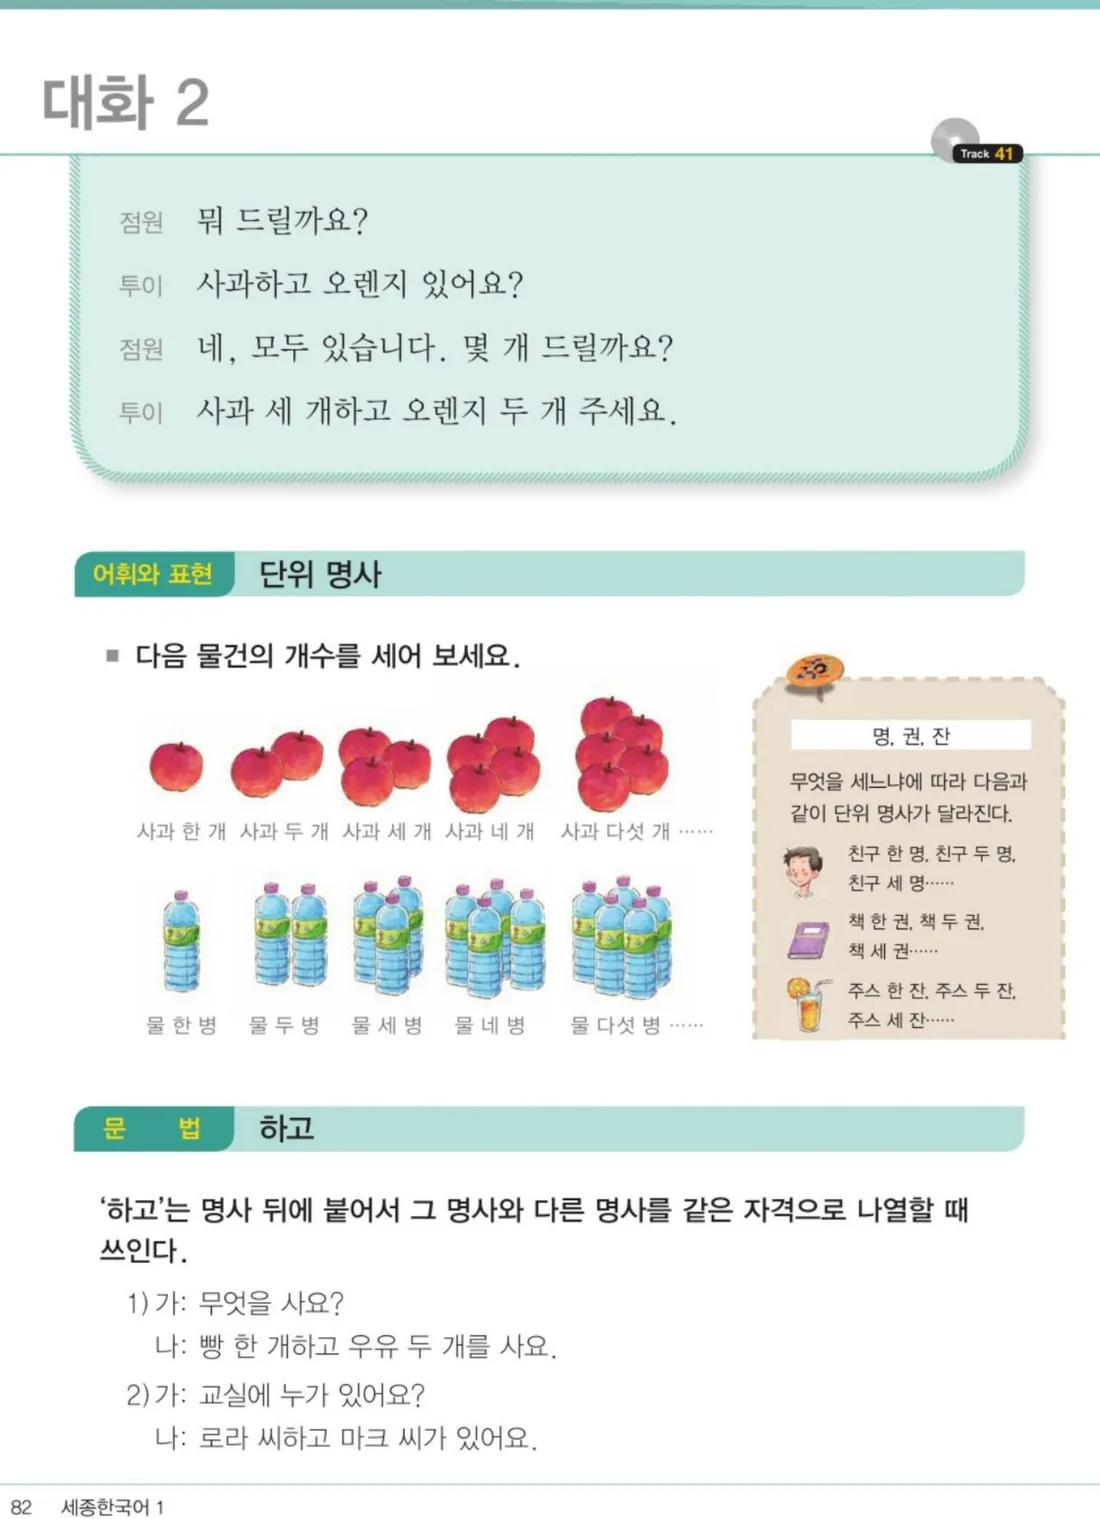 대화 2
Track 41
점원 뭐 드릴까요?
투이 사과하고 오렌지 있어요?
점원 네, 모두 있습니다. 몇 개 드릴까요?
투이 사과 세 개하고 오렌지 두 개 주세요.
어휘와 표현 단위 명사
■ 다음 물건의 개수를 세어 보세요.
사과 한 개 사과 두 개 사과 세 개 사과 네 개 사과 다섯 개 ……
물 한 병 물 두 병 물 세 병 물 네 병 물 다섯 병 ……
명, 권, 잔
무엇을 세느냐에 따라 다음과
같이 단위 명사가 달라진다.
친구 한 명, 친구 두 명,
친구 세 명……
책 한 권, 책 두 권,
책 세 권……
주스 한 잔, 주스 두 잔,
주스 세 잔……
문 법 하고
‘하고’는 명사 뒤에 붙어서 그 명사와 다른 명사를 같은 자격으로 나열할 때
쓰인다.
1) 가: 무엇을 사요?
나: 빵 한 개하고 우유 두 개를 사요.
2) 가: 교실에 누가 있어요?
나: 로라 씨하고 마크 씨가 있어요.
82 세종한국어 1